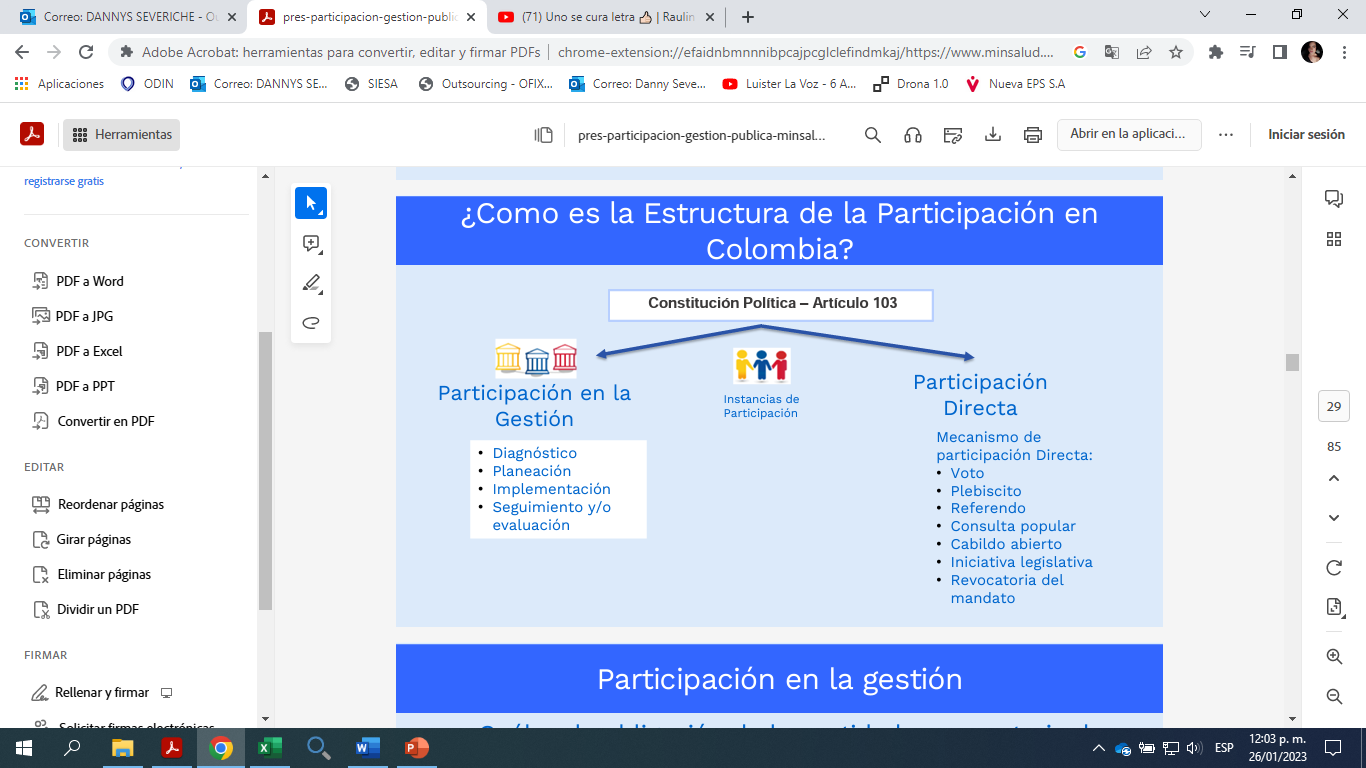 Correo: DANNYS SEVERICHE - Ou
pres-participacion-gestion-public
(71) Uno se cura letra 👍🏻 | Raulin
Adobe Acrobat: herramientas para convertir, editar y firmar PDFs
chrome-extension://efaidnbmnnnibpcajpcglclefindmkaj/https://www.minsalud....
Aplicaciones
ODIN
Correo: DANNYS SE...
SIESA
Outsourcing - OFIX...
Correo: Danny Seve...
Luister La Voz - 6 A...
Drona 1.0
Nueva EPS S.A
Herramientas
pres-participacion-gestion-publica-minsal...
Abrir en la aplicaci...
Iniciar sesión
registrarse gratis
CONVERTIR
PDF a Word
PDF a JPG
PDF a Excel
PDF a PPT
Convertir en PDF
EDITAR
Reordenar páginas
Girar páginas
Eliminar páginas
Dividir un PDF
FIRMAR
Rellenar y firmar
Solicitar firmas electrónicas
¿Como es la Estructura de la Participación en
Colombia?
Constitución Política – Artículo 103
Participación en la
Gestión
• Diagnóstico
• Planeación
• Implementación
• Seguimiento y/o
evaluación
Instancias de
Participación
Participación
Directa
Mecanismo de
participación Directa:
• Voto
• Plebiscito
• Referendo
• Consulta popular
• Cabildo abierto
• Iniciativa legislativa
• Revocatoria del
mandato
Participación en la gestión
29
85
ESP
12:03 p. m.
26/01/2023